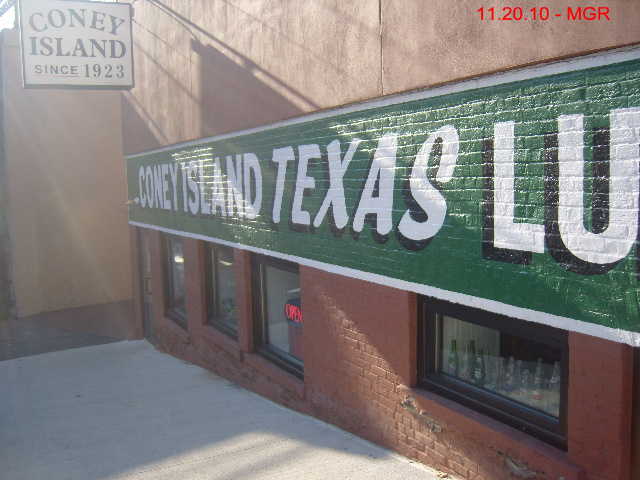 11.20.10 - MGR
CONEY
ISLAND
SINCE 1923
CONEY ISLAND TEXAS LU
OPEN